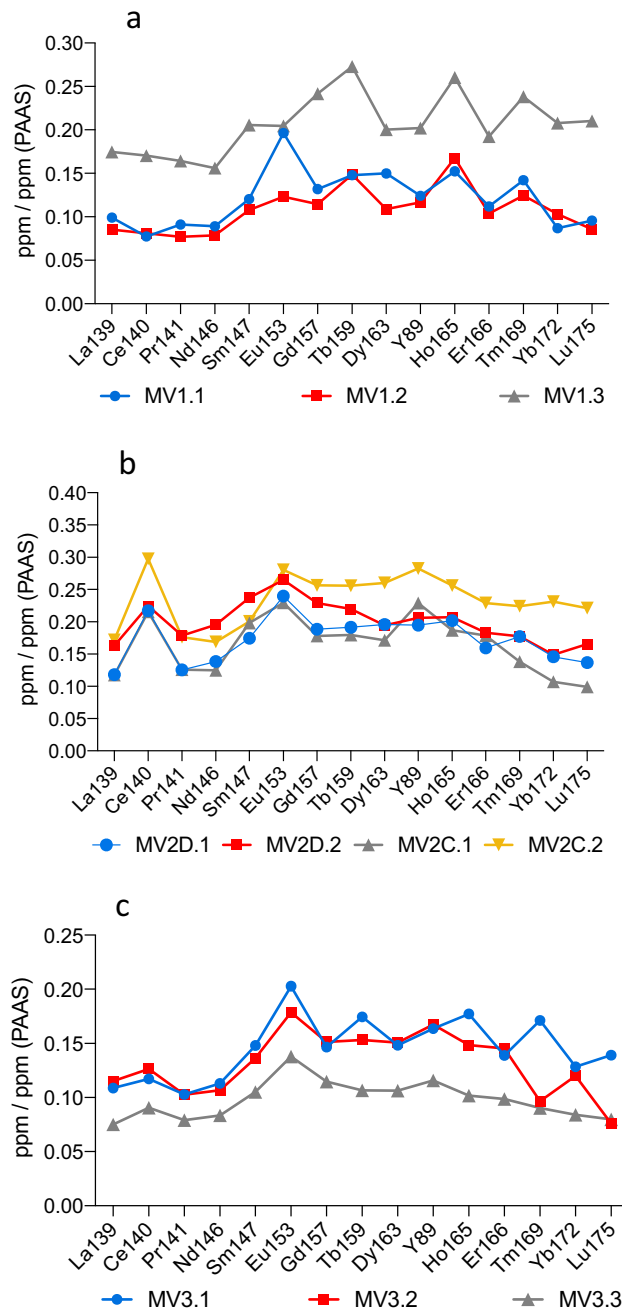 a
ppm / ppm (PAAS)
0.30
0.25
0.20
0.15
0.10
0.05
0.00
La139 Ce140 Pr141 Nd146 Sm147 Eu153 Gd157 Tb159 Dy163 Y89 Ho165 Er166 Tm169 Yb172 Lu175
MV1.1 MV1.2 MV1.3
b
ppm / ppm (PAAS)
0.40
0.35
0.30
0.25
0.20
0.15
0.10
0.05
0.00
La139 Ce140 Pr141 Nd146 Sm147 Eu153 Gd157 Tb159 Dy163 Y89 Ho165 Er166 Tm169 Yb172 Lu175
MV2D.1 MV2D.2 MV2C.1 MV2C.2
c
ppm / ppm (PAAS)
0.25
0.20
0.15
0.10
0.05
0.00
La139 Ce140 Pr141 Nd146 Sm147 Eu153 Gd157 Tb159 Dy163 Y89 Ho165 Er166 Tm169 Yb172 Lu175
MV3.1 MV3.2 MV3.3